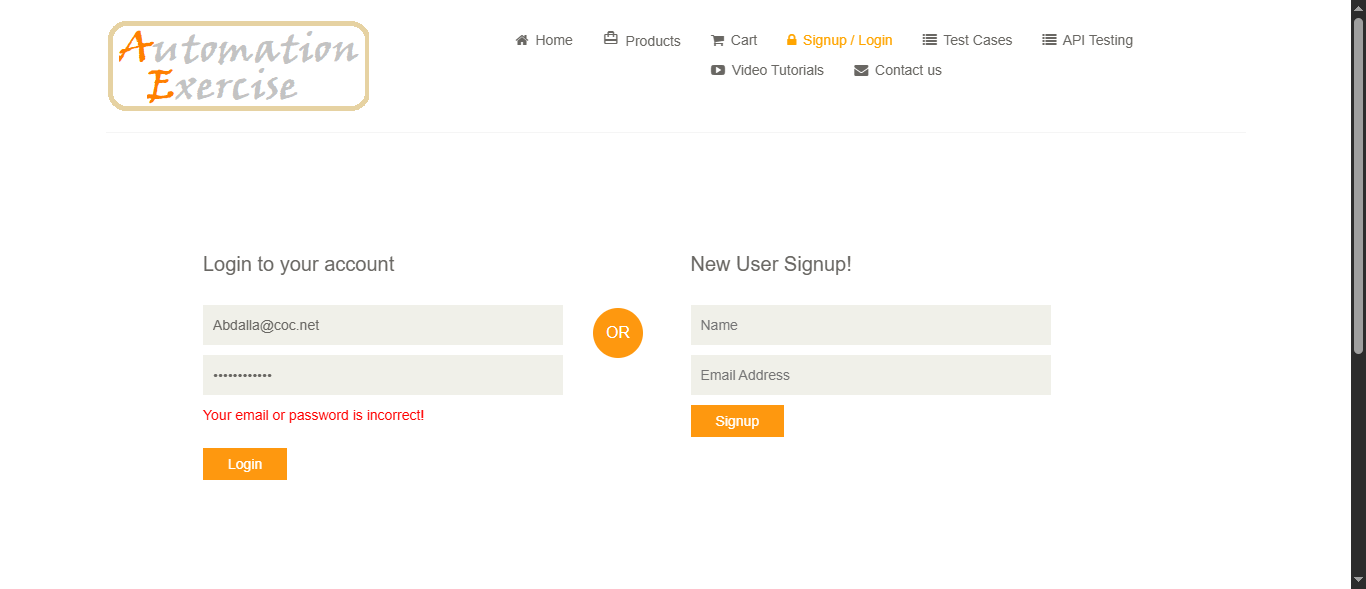 Automation
Exercise
Home Products Cart Signup / Login Test Cases API Testing
Video Tutorials Contact us
Login to your account
Abdalla@coc.net
••••••••••••
Your email or password is incorrect!
Login
OR
New User Signup!
Name
Email Address
Signup